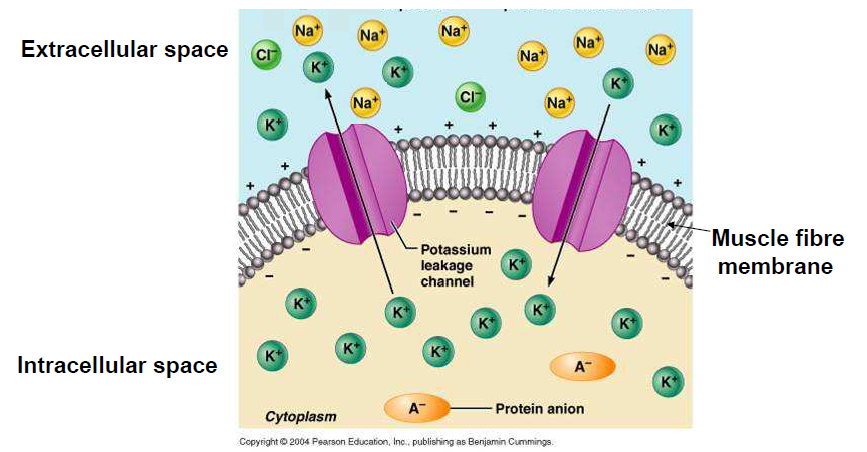 Extracellular space
Na⁺
Na⁺
Na⁺
Na⁺
Na⁺
Na⁺
Cl⁻
K⁺
K⁺
K⁺
Na⁺
Cl⁻
Na⁺
K⁺
K⁺
+
+
+
+
+
+
+
+
−
−
−
−
−
−
−
−
Muscle fibre
membrane
Potassium
leakage
channel
K⁺
K⁺
K⁺
K⁺
K⁺
K⁺
K⁺
K⁺
K⁺
K⁺
Intracellular space
A⁻
A⁻
Protein anion
Cytoplasm
Copyright © 2004 Pearson Education, Inc., publishing as Benjamin Cummings.